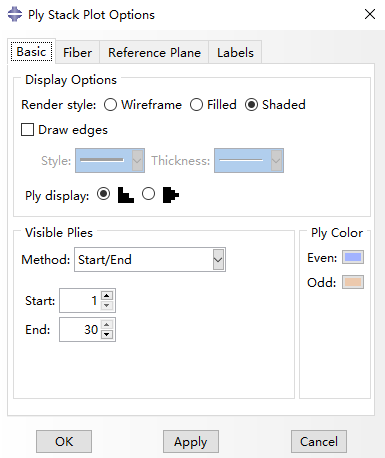 Ply Stack Plot Options
Basic Fiber Reference Plane Labels
Display Options
Render style: Wireframe Filled Shaded
Draw edges
Style: Thickness:
Ply display:
Visible Plies
Method: Start/End
Start: 1
End: 30
Ply Color
Even:
Odd:
OK Apply Cancel